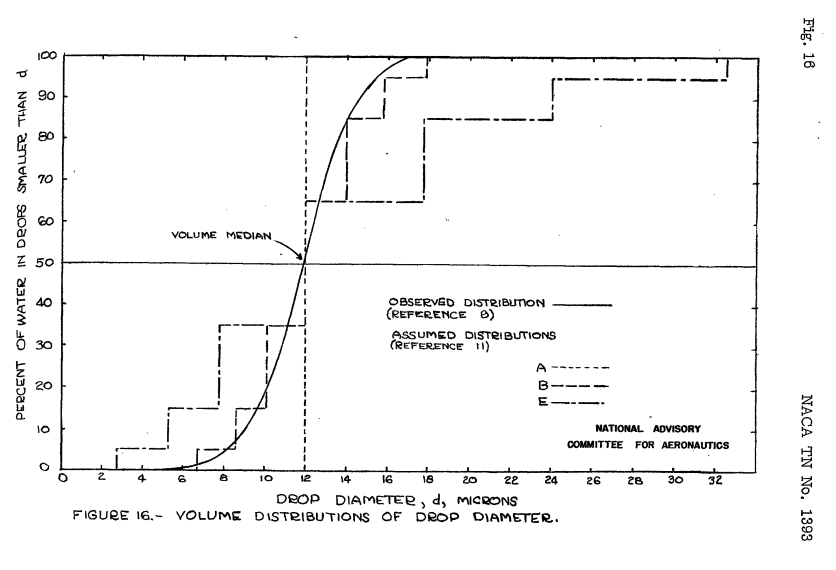 Fig. 16
NACA TN No. 1393
PERCENT OF WATER IN DROPS SMALLER THAN d
100
90
80
70
60
50
40
30
20
10
0
VOLUME MEDIAN
OBSERVED DISTRIBUTION
(REFERENCE 8)
ASSUMED DISTRIBUTIONS
(REFERENCE 11)
A
B
E
NATIONAL ADVISORY
COMMITTEE FOR AERONAUTICS
0 2 4 6 8 10 12 14 16 18 20 22 24 26 28 30 32
DROP DIAMETER, d, MICRONS
FIGURE 16.- VOLUME DISTRIBUTIONS OF DROP DIAMETER.